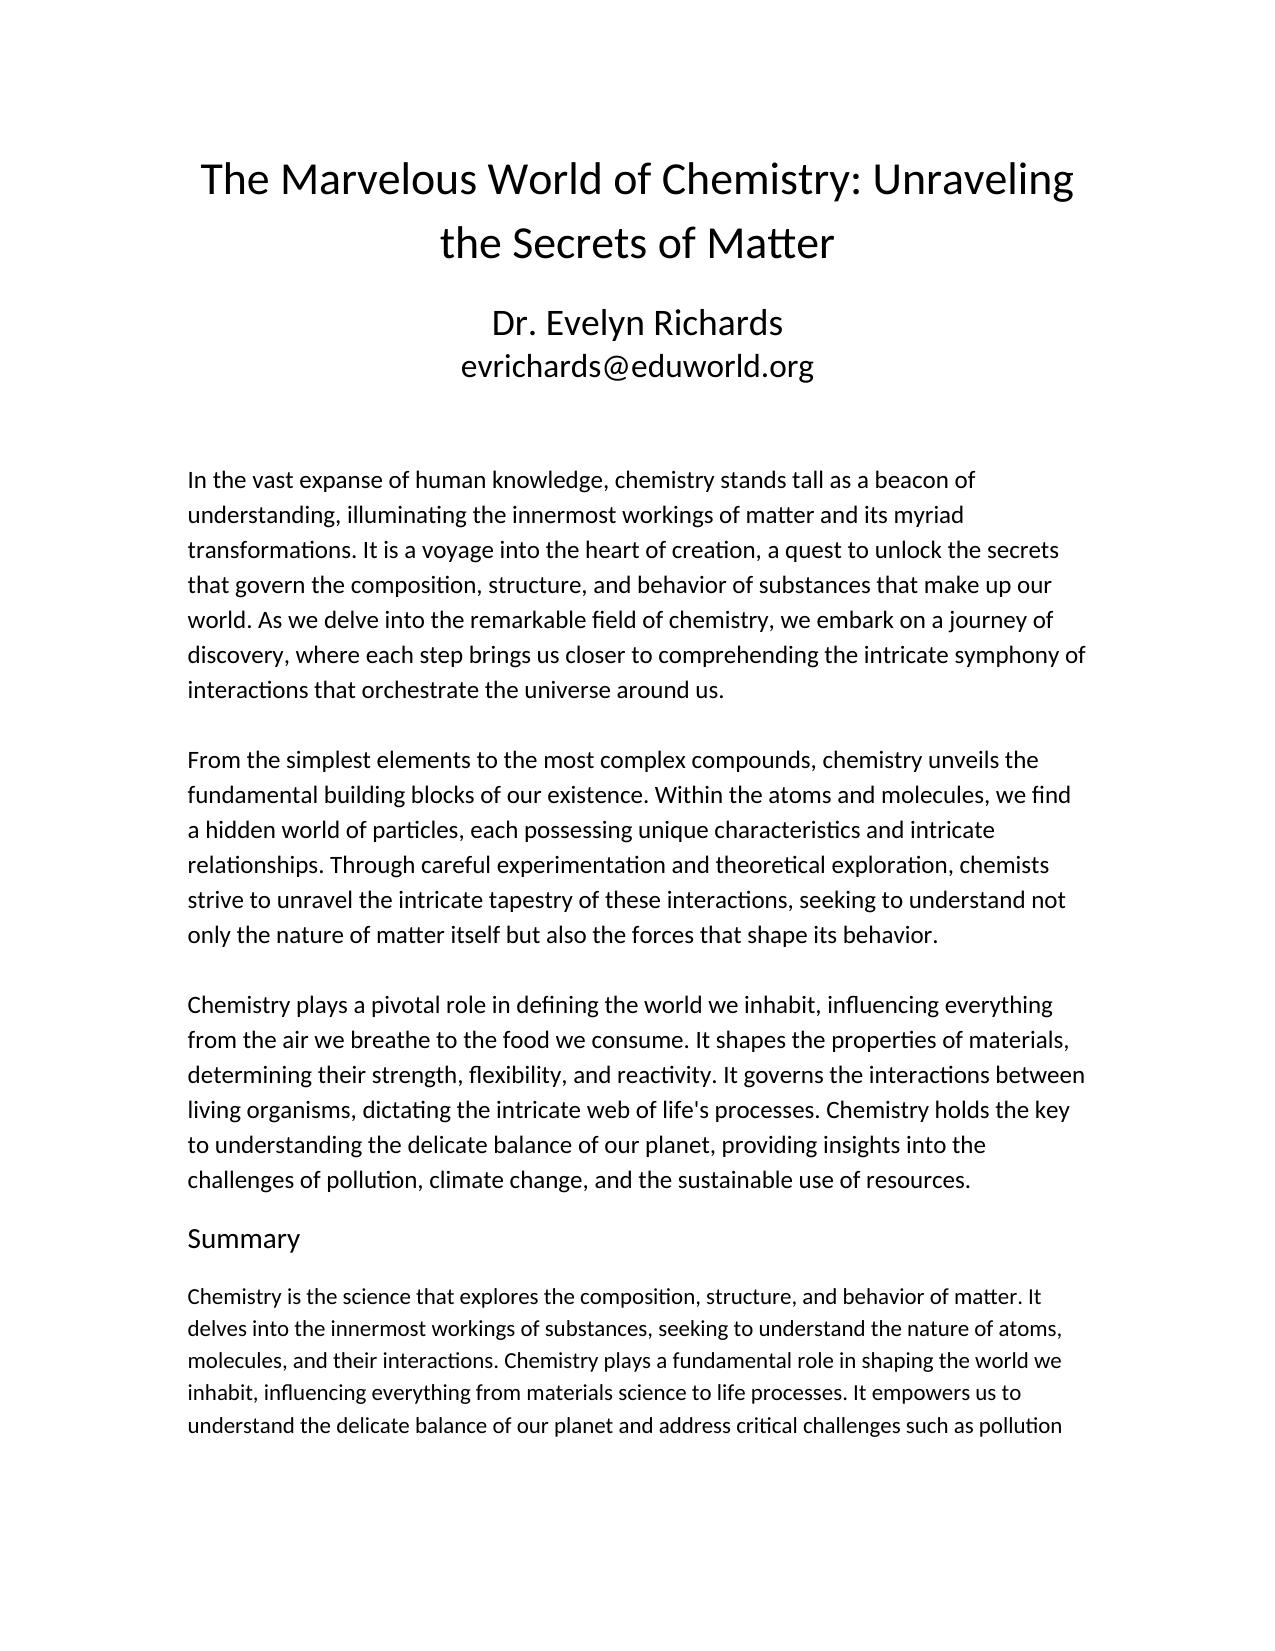 The Marvelous World of Chemistry: Unraveling
the Secrets of Matter
Dr. Evelyn Richards
evrichards@eduworld.org
In the vast expanse of human knowledge, chemistry stands tall as a beacon of
understanding, illuminating the innermost workings of matter and its myriad
transformations. It is a voyage into the heart of creation, a quest to unlock the secrets
that govern the composition, structure, and behavior of substances that make up our
world. As we delve into the remarkable field of chemistry, we embark on a journey of
discovery, where each step brings us closer to comprehending the intricate symphony of
interactions that orchestrate the universe around us.
From the simplest elements to the most complex compounds, chemistry unveils the
fundamental building blocks of our existence. Within the atoms and molecules, we find
a hidden world of particles, each possessing unique characteristics and intricate
relationships. Through careful experimentation and theoretical exploration, chemists
strive to unravel the intricate tapestry of these interactions, seeking to understand not
only the nature of matter itself but also the forces that shape its behavior.
Chemistry plays a pivotal role in defining the world we inhabit, influencing everything
from the air we breathe to the food we consume. It shapes the properties of materials,
determining their strength, flexibility, and reactivity. It governs the interactions between
living organisms, dictating the intricate web of life's processes. Chemistry holds the key
to understanding the delicate balance of our planet, providing insights into the
challenges of pollution, climate change, and the sustainable use of resources.
Summary
Chemistry is the science that explores the composition, structure, and behavior of matter. It
delves into the innermost workings of substances, seeking to understand the nature of atoms,
molecules, and their interactions. Chemistry plays a fundamental role in shaping the world we
inhabit, influencing everything from materials science to life processes. It empowers us to
understand the delicate balance of our planet and address critical challenges such as pollution